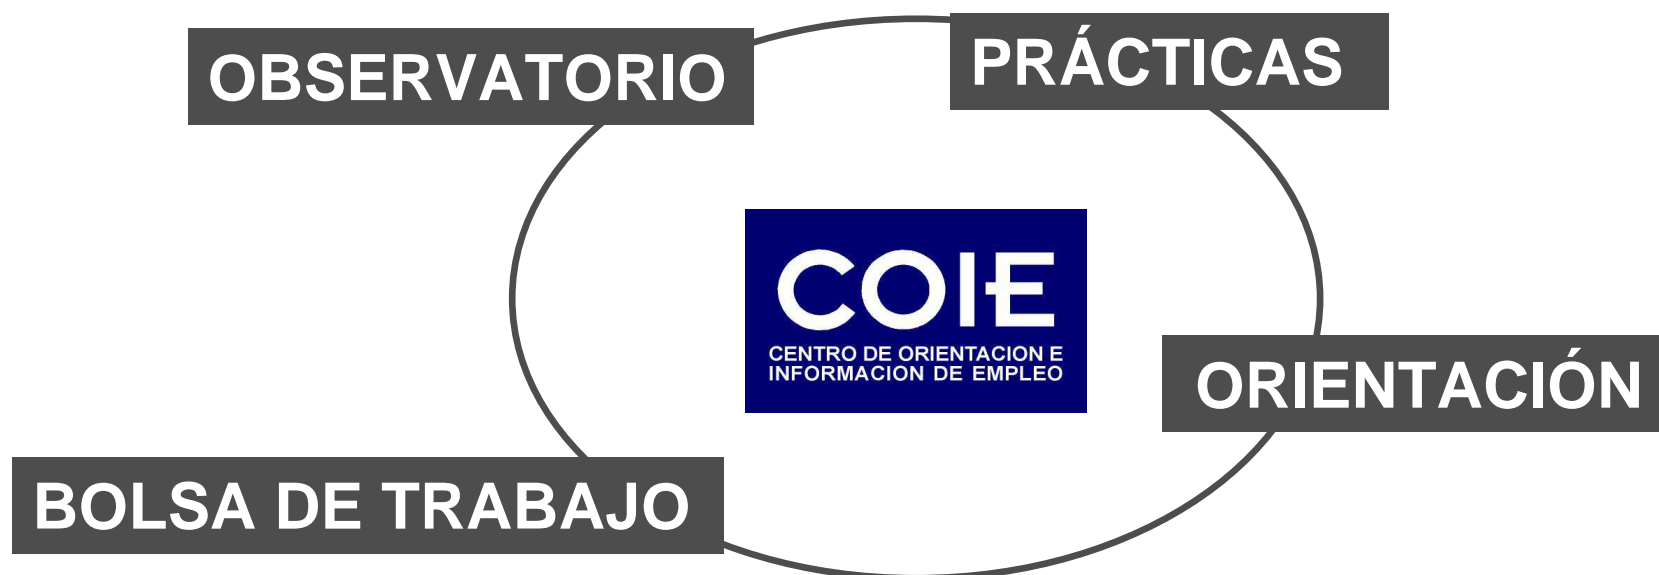 OBSERVATORIO
PRÁCTICAS
COIE
CENTRO DE ORIENTACION E
INFORMACION DE EMPLEO
ORIENTACIÓN
BOLSA DE TRABAJO